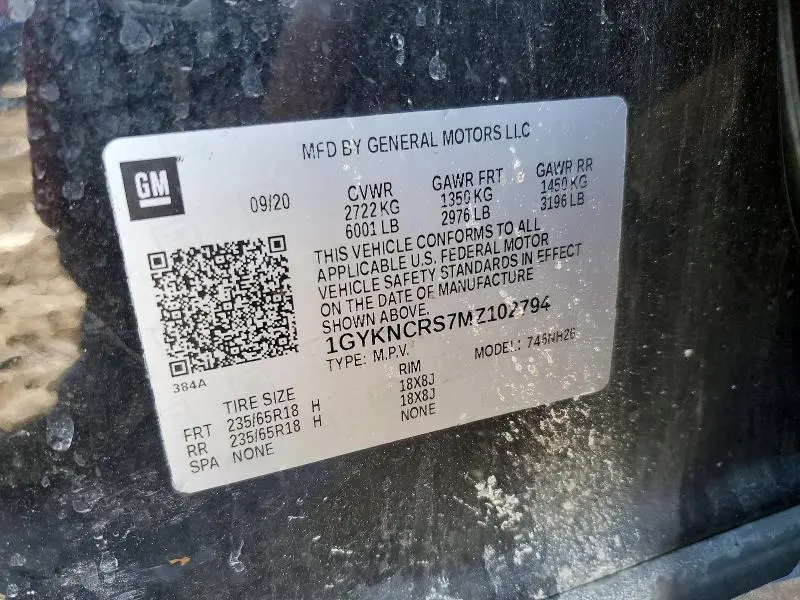 MFD BY GENERAL MOTORS LLC
GM
09/20
GVWR GAWR FRT GAWR RR
2722 KG 1350 KG 1450 KG
6001 LB 2976 LB 3196 LB
THIS VEHICLE CONFORMS TO ALL
APPLICABLE U.S. FEDERAL MOTOR
VEHICLE SAFETY STANDARDS IN EFFECT
ON THE DATE OF MANUFACTURE
SHOWN ABOVE.
1GYKNCRS7MZ102794
TYPE: M.P.V. MODEL: 746NH26
384A
TIRE SIZE RIM
FRT 235/65R18 H 18X8J
RR 235/65R18 H 18X8J
SPA NONE NONE